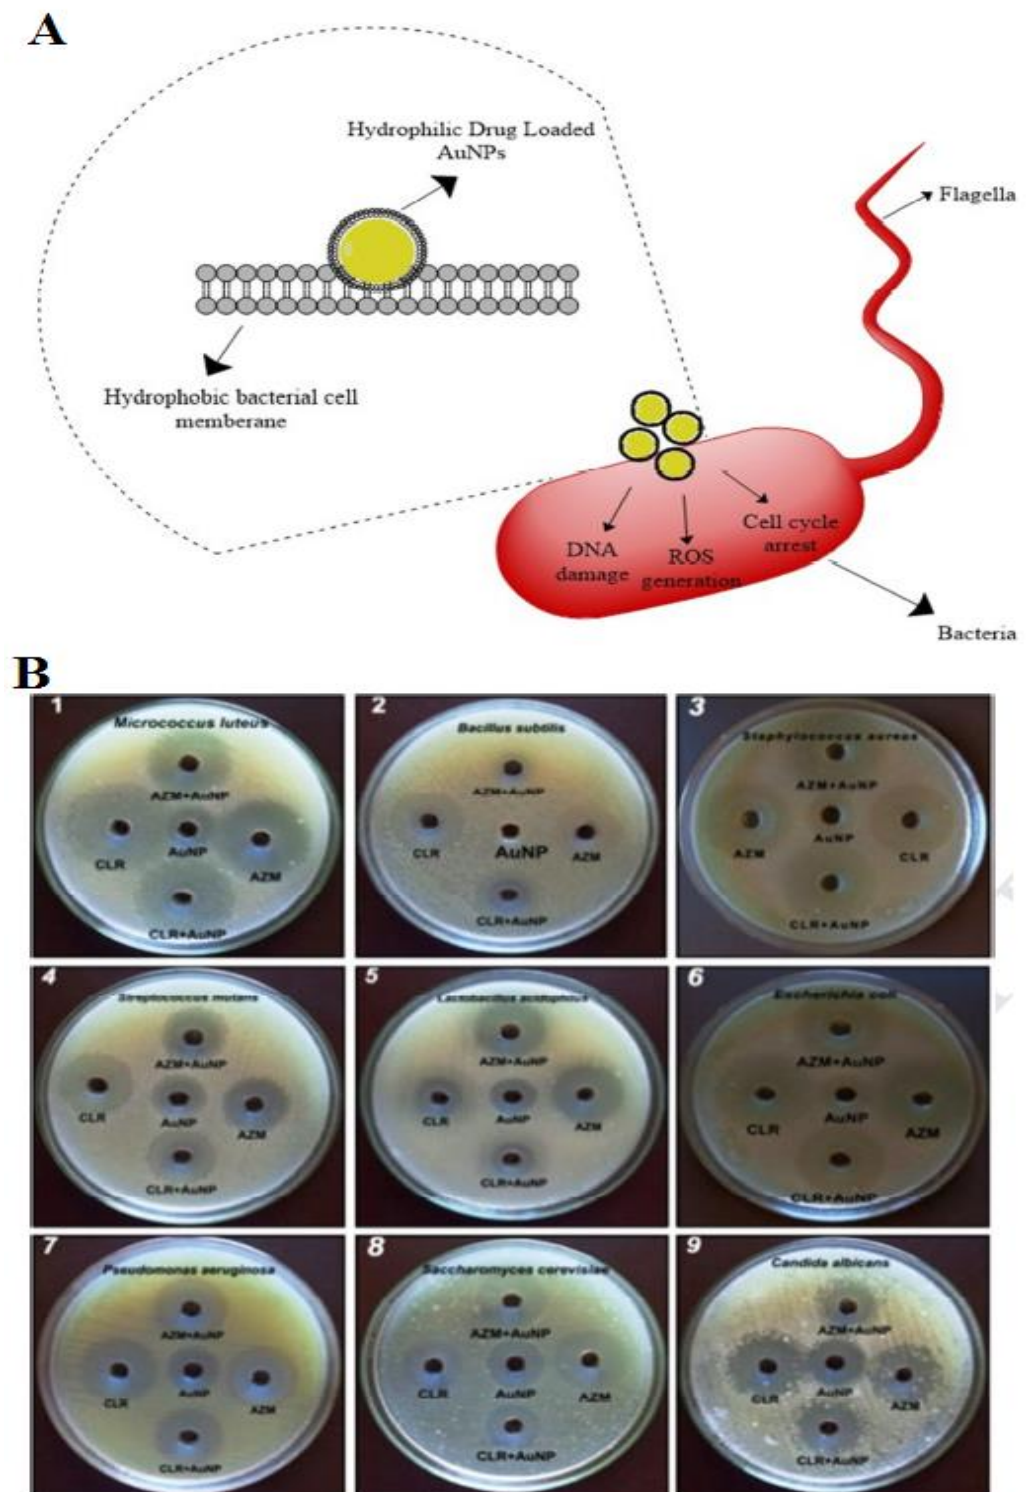 A
Hydrophilic Drug Loaded
AuNPs
Flagella
Hydrophobic bacterial cell
memberane
Cell cycle
arrest
DNA
damage
ROS
generation
Bacteria
B
1
Micrococcus luteus
AZM+AuNP
CLR
AuNP
AZM
CLR+AuNP
2
Bacillus subtilis
AZM+AuNP
CLR
AuNP
AZM
CLR+AuNP
3
Staphylococcus aureos
AZM+AuNP
AZM
AuNP
CLR
CLR+AuNP
4
Streptococcus mutans
AZM+AuNP
CLR
AuNP
AZM
CLR+AuNP
5
Lactobacillus acidophilus
AZM+AuNP
CLR
AuNP
AZM
CLR+AuNP
6
Escherichia coli
AZM+AuNP
CLR
AuNP
AZM
CLR+AuNP
7
Pseudomonas aeruginosa
AZM+AuNP
CLR
AuNP
AZM
CLR+AuNP
8
Saccharomyces cerevisiae
AZM+AuNP
CLR
AuNP
AZM
CLR+AuNP
9
Candida albicans
AZM+AuNP
CLR
AuNP
AZM
CLR+AuNP